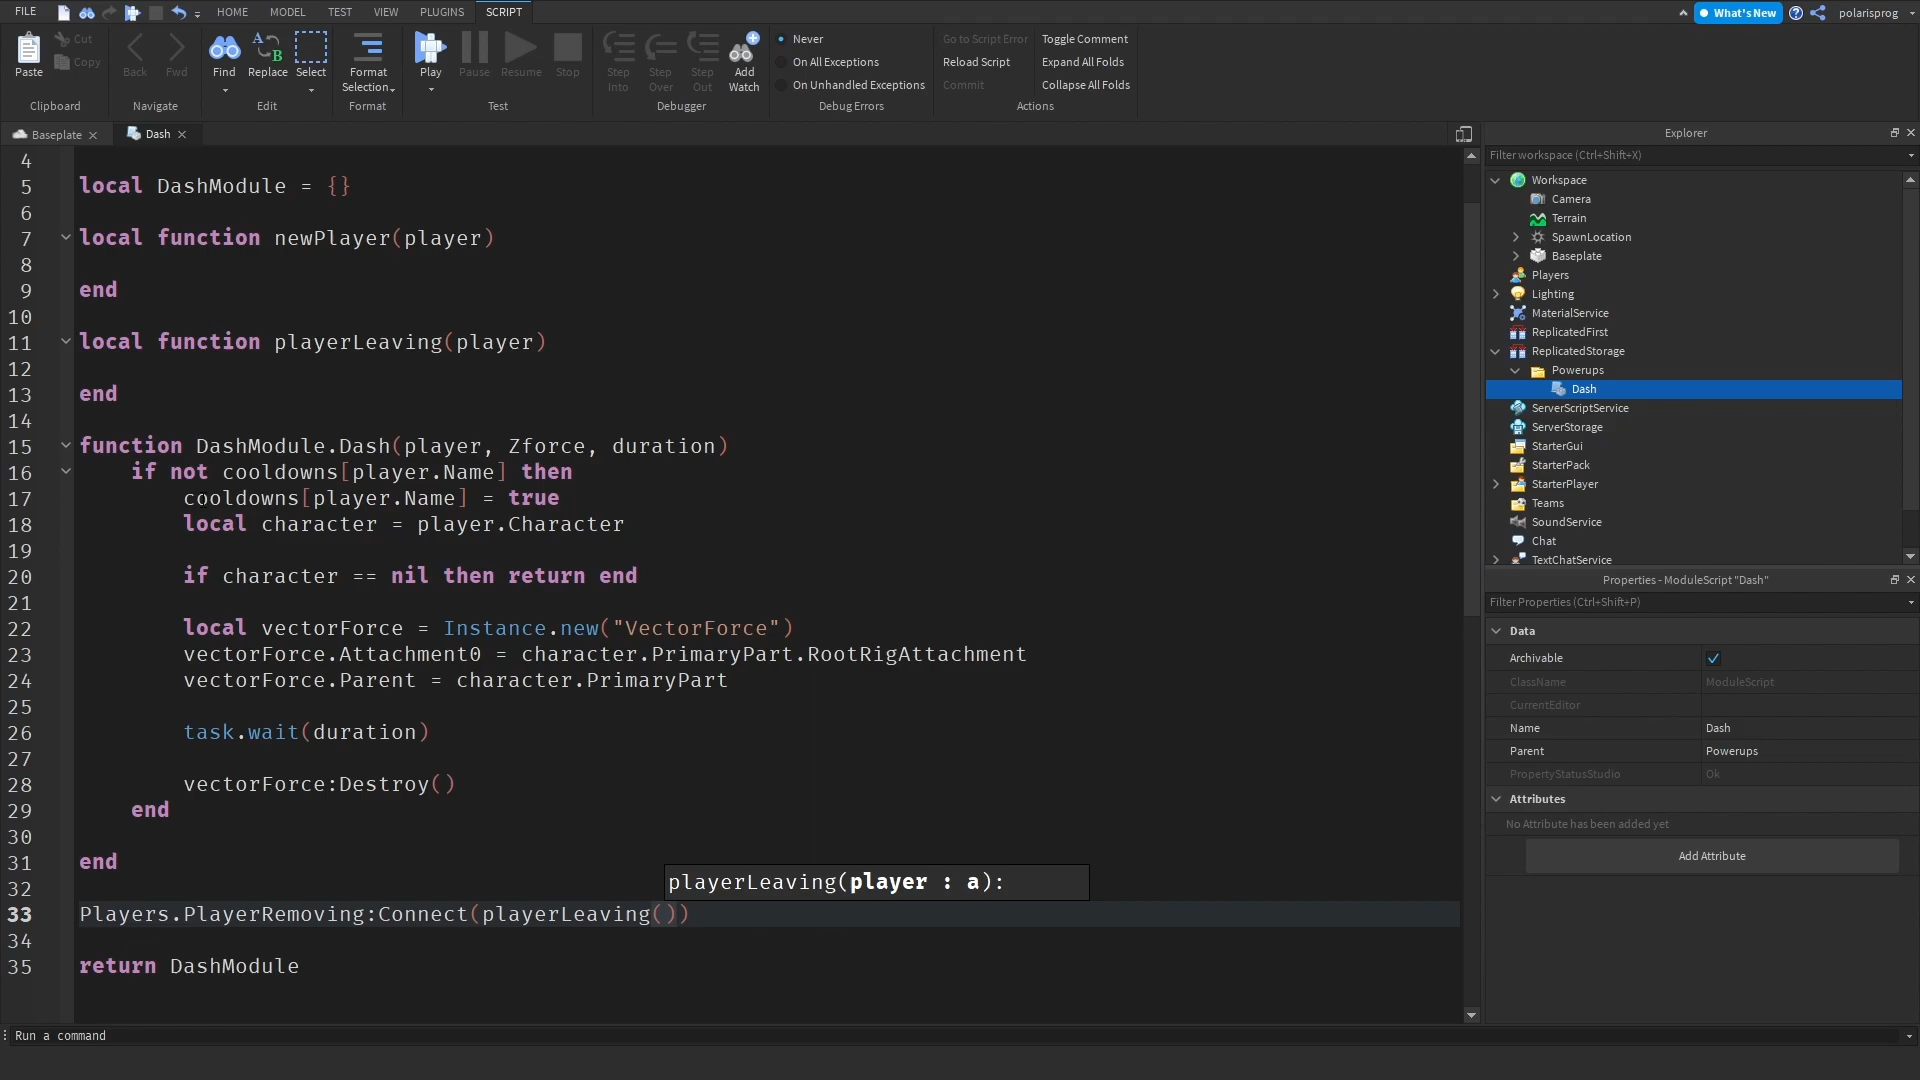 FILE HOME MODEL TEST VIEW PLUGINS SCRIPT What's New polarisprog
Paste Cut Copy Back Fwd Find Replace Select Format Selection Play Pause Resume Stop Step Into Step Over Step Out Add Watch
Never
On All Exceptions
On Unhandled Exceptions
Go to Script Error Toggle Comment
Reload Script Expand All Folds
Commit Collapse All Folds
Clipboard Navigate Edit Format Test Debugger Debug Errors Actions
Baseplate Dash
4
5 local DashModule = {}
6
7 local function newPlayer(player)
8
9 end
10
11 local function playerLeaving(player)
12
13 end
14
15 function DashModule.Dash(player, Zforce, duration)
16 if not cooldowns[player.Name] then
17 cooldowns[player.Name] = true
18 local character = player.Character
19
20 if character == nil then return end
21
22 local vectorForce = Instance.new("VectorForce")
23 vectorForce.Attachment0 = character.PrimaryPart.RootRigAttachment
24 vectorForce.Parent = character.PrimaryPart
25
26 task.wait(duration)
27
28 vectorForce:Destroy()
29 end
30
31 end
32
playerLeaving(player : a):
33 Players.PlayerRemoving:Connect(playerLeaving())
34
35 return DashModule
Run a command
Explorer
Filter workspace (Ctrl+Shift+X)
Workspace
Camera
Terrain
SpawnLocation
Baseplate
Players
Lighting
MaterialService
ReplicatedFirst
ReplicatedStorage
Powerups
Dash
ServerScriptService
ServerStorage
StarterGui
StarterPack
StarterPlayer
Teams
SoundService
Chat
TextChatService
Properties - ModuleScript "Dash"
Filter Properties (Ctrl+Shift+P)
Data
Archivable
ClassName ModuleScript
CurrentEditor
Name Dash
Parent Powerups
PropertyStatusStudio Ok
Attributes
No Attribute has been added yet
Add Attribute